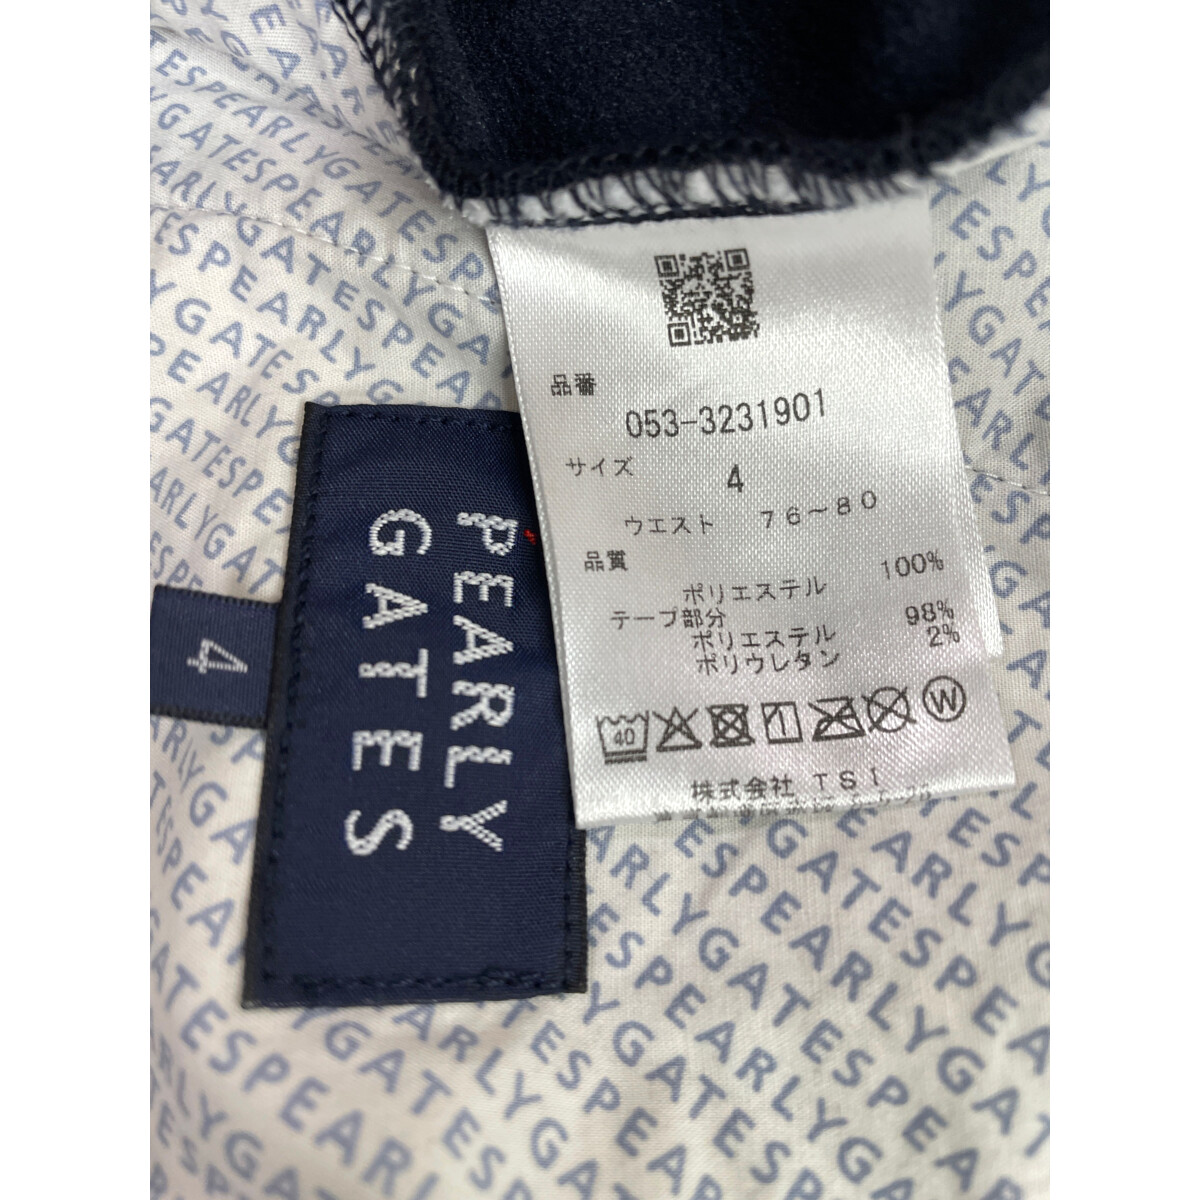 品番
053-3231901
サイズ 4
ウエスト 76~80
品質
ポリエステル 100%
テープ部分
ポリエステル 98%
ポリウレタン 2%
40
W
株式会社 TSI
PEARLY
GATES
4